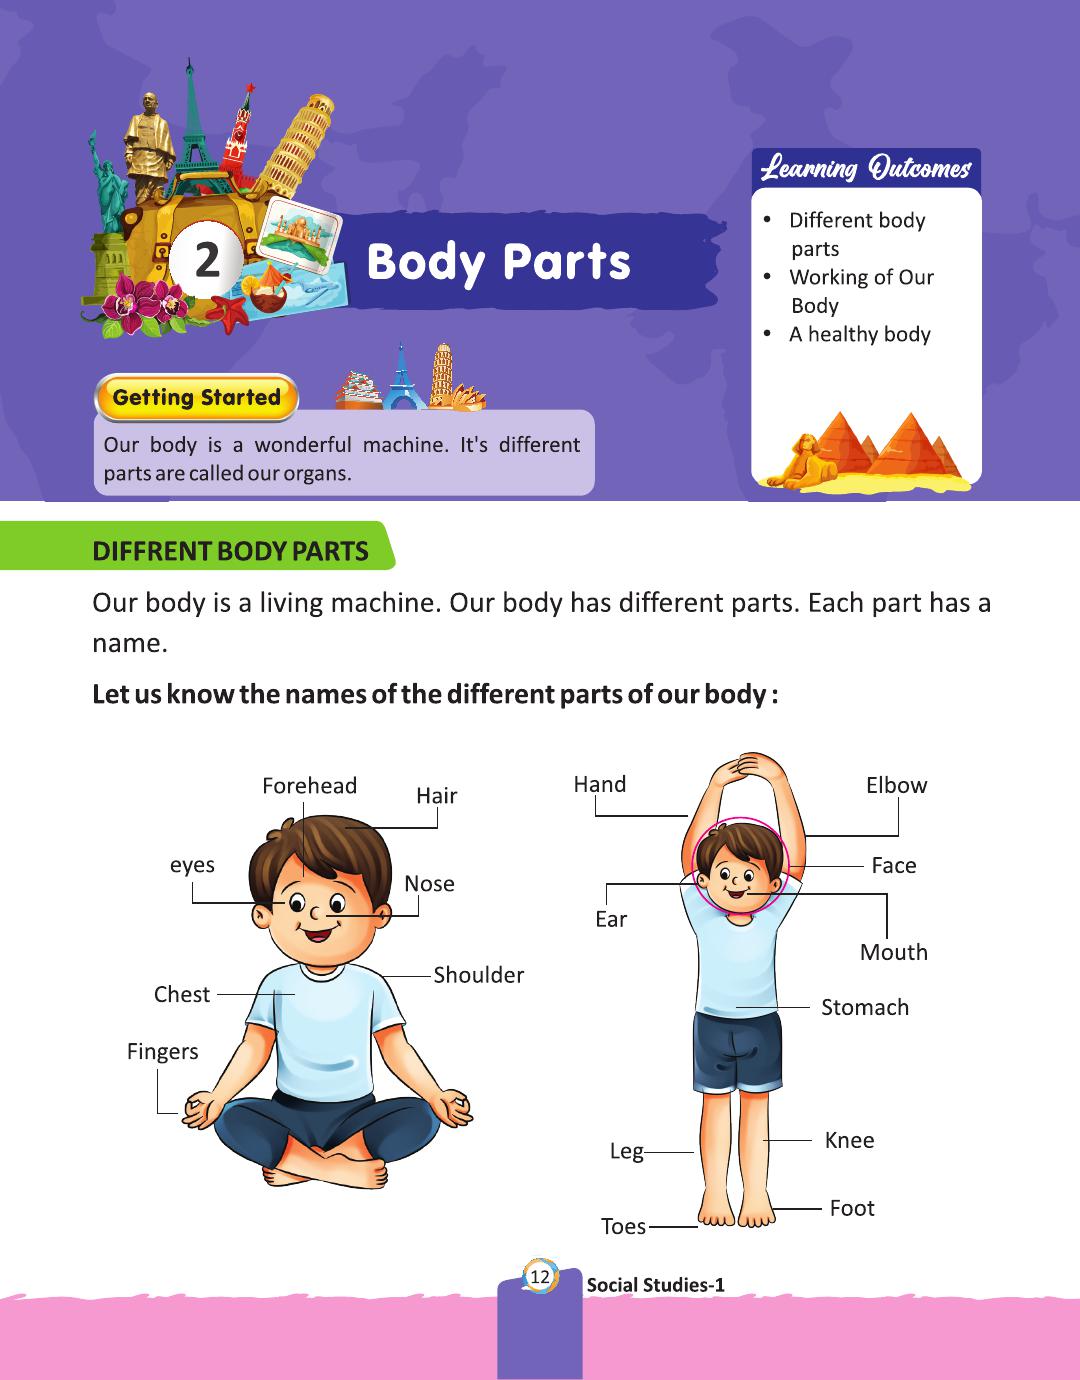 Learning Outcomes
• Different body
parts
• Working of Our
Body
• A healthy body
2
Body Parts
Getting Started
Our body is a wonderful machine. It's different
parts are called our organs.
DIFFRENT BODY PARTS
Our body is a living machine. Our body has different parts. Each part has a
name.
Let us know the names of the different parts of our body :
Forehead
Hair
eyes
Nose
Shoulder
Chest
Fingers
Hand
Elbow
Face
Ear
Mouth
Stomach
Leg
Knee
Foot
Toes
12
Social Studies-1